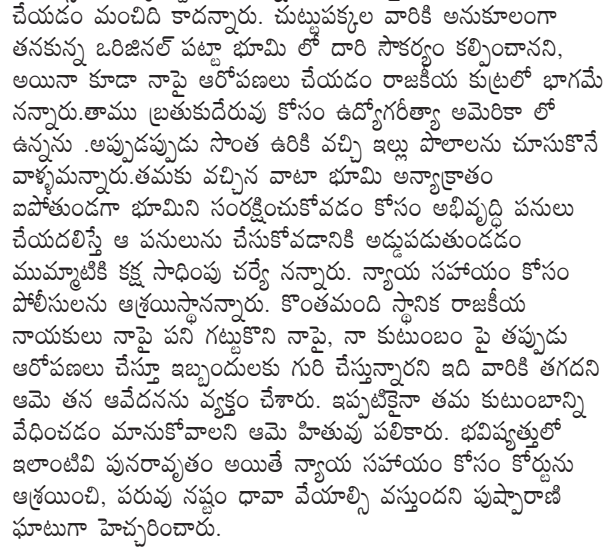 చేయడం మంచిది కాదన్నారు. చుట్టుపక్కల వారికి అనుకూలంగా
తనకున్న ఒరిజినల్ పట్టా భూమి లో దారి సౌకర్యం కల్పించానని,
అయినా కూడా నాపై ఆరోపణలు చేయడం రాజకీయ కుట్రలో భాగమే
నన్నారు.తాము బ్రతుకుదేరువు కోసం ఉద్యోగరీత్యా అమెరికా లో
ఉన్నను .అప్పుడప్పుడు సొంత ఉరికి వచ్చి ఇల్లు పొలాలను చూసుకొనే
వాళ్ళమన్నారు.తమకు వచ్చిన వాటా భూమి అన్యాక్రాతం
ఐపోతుండగా భూమిని సంరక్షించుకోవడం కోసం అభివృద్ధి పనులు
చేయదలిస్తే ఆ పనులును చేసుకోవడానికి అడ్డుపడుతుండడం
ముమ్మాటికి కక్ష సాధింపు చర్యే నన్నారు. న్యాయ సహాయం కోసం
పోలీసులను ఆశ్రయిస్థానన్నారు. కొంతమంది స్థానిక రాజకీయ
నాయకులు నాపై పని గట్టుకొని నాపై, నా కుటుంబం పై తప్పుడు
ఆరోపణలు చేస్తూ ఇబ్బందులకు గురి చేస్తున్నారని ఇది వారికి తగదని
ఆమె తన ఆవేదనను వ్యక్తం చేశారు. ఇప్పటికైనా తమ కుటుంబాన్ని
వేధించడం మానుకోవాలని ఆమె హితువు పలికారు. భవిష్యత్తులో
ఇలాంటివి పునరావృతం అయితే న్యాయ సహాయం కోసం కోర్టును
ఆశ్రయించి, పరువు నష్టం ధావా వేయాల్సి వస్తుందని పుష్పారాణి
ఘాటుగా హెచ్చరించారు.